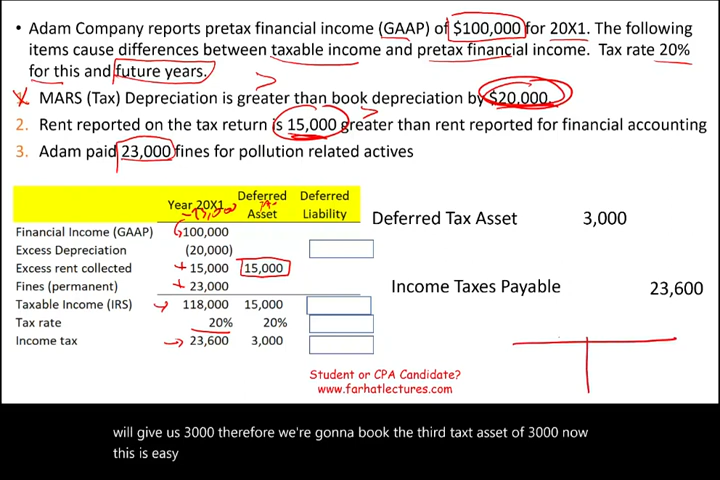 • Adam Company reports pretax financial income (GAAP) of $100,000 for 20X1. The following
items cause differences between taxable income and pretax financial income. Tax rate 20%
for this and future years.
1. MARS (Tax) Depreciation is greater than book depreciation by $20,000.
2. Rent reported on the tax return is 15,000 greater than rent reported for financial accounting
3. Adam paid 23,000 fines for pollution related actives
Year 20X1 Deferred Asset Deferred Liability
Financial Income (GAAP) 100,000
Excess Depreciation (20,000)
Excess rent collected + 15,000 15,000
Fines (permanent) + 23,000
Taxable Income (IRS) 118,000 15,000
Tax rate 20% 20%
Income tax 23,600 3,000
Deferred Tax Asset 3,000
Income Taxes Payable 23,600
Student or CPA Candidate?
www.farhatlectures.com
will give us 3000 therefore we're gonna book the third taxt asset of 3000 now
this is easy